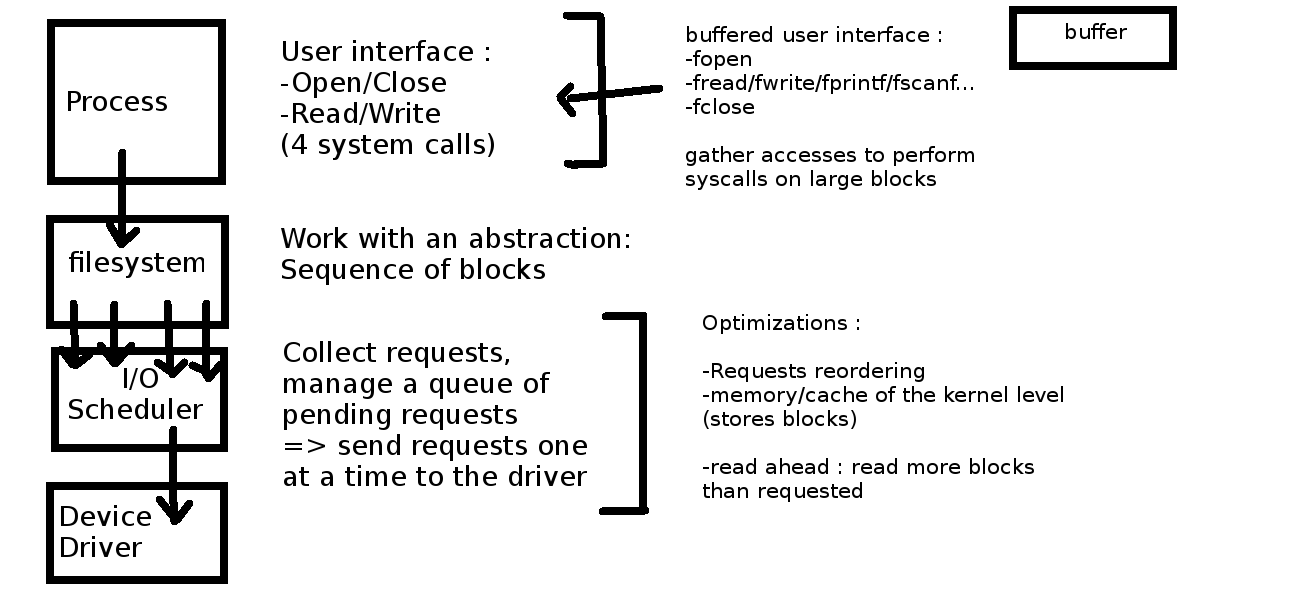 Process
User interface :
-Open/Close
-Read/Write
(4 system calls)
buffered user interface :
-fopen
-fread/fwrite/fprintf/fscanf...
-fclose
gather accesses to perform
syscalls on large blocks
buffer
filesystem
Work with an abstraction:
Sequence of blocks
I/O
Scheduler
Collect requests,
manage a queue of
pending requests
=> send requests one
at a time to the driver
Optimizations :
-Requests reordering
-memory/cache of the kernel level
(stores blocks)
-read ahead : read more blocks
than requested
Device
Driver